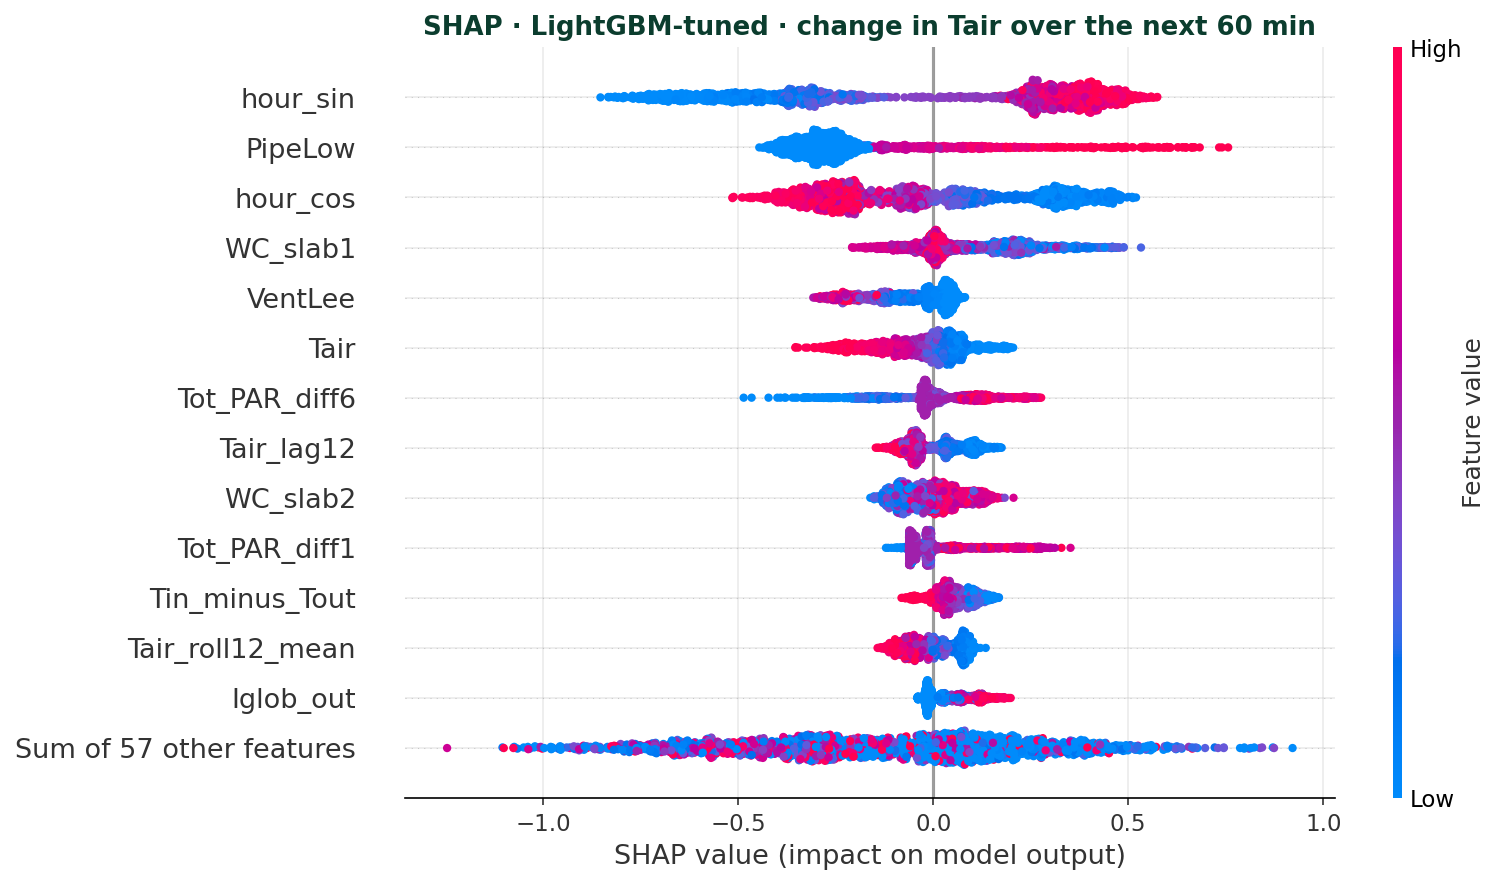 SHAP · LightGBM-tuned · change in Tair over the next 60 min
High
hour_sin
PipeLow
hour_cos
WC_slab1
VentLee
Tair
Tot_PAR_diff6
Tair_lag12
WC_slab2
Tot_PAR_diff1
Tin_minus_Tout
Tair_roll12_mean
Iglob_out
Sum of 57 other features
Feature value
Low
−1.0 −0.5 0.0 0.5 1.0
SHAP value (impact on model output)